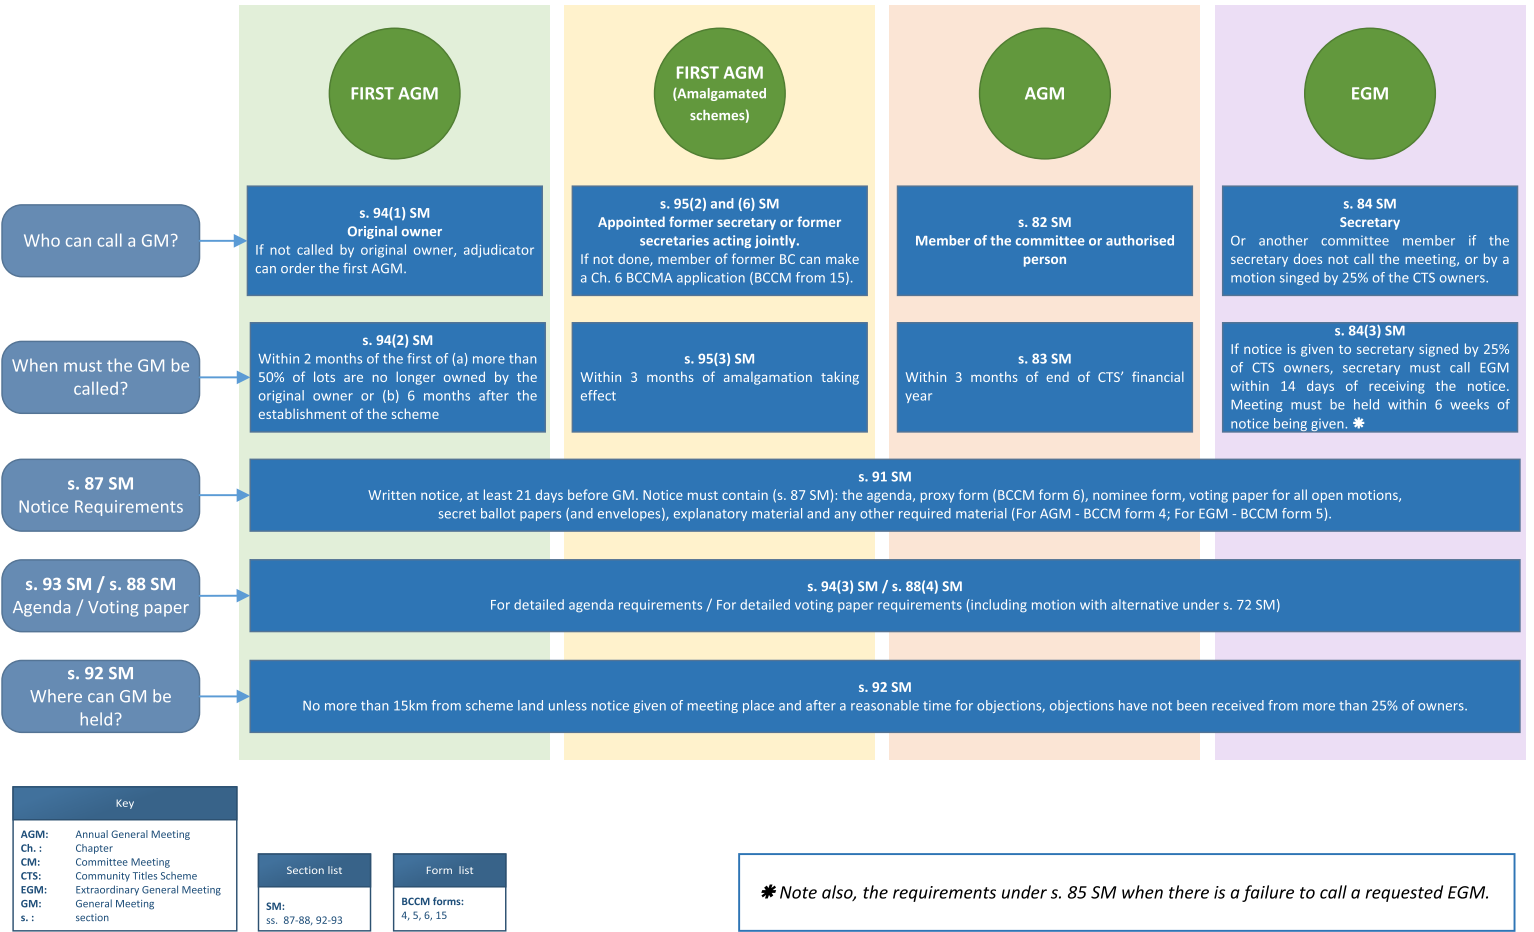 FIRST AGM
FIRST AGM
(Amalgamated
schemes)
AGM
EGM
Who can call a GM?
s. 94(1) SM
Original owner
If not called by original owner, adjudicator
can order the first AGM.
s. 95(2) and (6) SM
Appointed former secretary or former
secretaries acting jointly.
If not done, member of former BC can make
a Ch. 6 BCCMA application (BCCM from 15).
s. 82 SM
Member of the committee or authorised
person
s. 84 SM
Secretary
Or another committee member if the
secretary does not call the meeting, or by a
motion singed by 25% of the CTS owners.
When must the GM be
called?
s. 94(2) SM
Within 2 months of the first of (a) more than
50% of lots are no longer owned by the
original owner or (b) 6 months after the
establishment of the scheme
s. 95(3) SM
Within 3 months of amalgamation taking
effect
s. 83 SM
Within 3 months of end of CTS’ financial
year
s. 84(3) SM
If notice is given to secretary signed by 25%
of CTS owners, secretary must call EGM
within 14 days of receiving the notice.
Meeting must be held within 6 weeks of
notice being given. ✱
s. 87 SM
Notice Requirements
s. 91 SM
Written notice, at least 21 days before GM. Notice must contain (s. 87 SM): the agenda, proxy form (BCCM form 6), nominee form, voting paper for all open motions,
secret ballot papers (and envelopes), explanatory material and any other required material (For AGM - BCCM form 4; For EGM - BCCM form 5).
s. 93 SM / s. 88 SM
Agenda / Voting paper
s. 94(3) SM / s. 88(4) SM
For detailed agenda requirements / For detailed voting paper requirements (including motion with alternative under s. 72 SM)
s. 92 SM
Where can GM be
held?
s. 92 SM
No more than 15km from scheme land unless notice given of meeting place and after a reasonable time for objections, objections have not been received from more than 25% of owners.
Key
AGM: Annual General Meeting
Ch. : Chapter
CM: Committee Meeting
CTS: Community Titles Scheme
EGM: Extraordinary General Meeting
GM: General Meeting
s. : section
Section list
SM:
ss. 87-88, 92-93
Form list
BCCM forms:
4, 5, 6, 15
✱ Note also, the requirements under s. 85 SM when there is a failure to call a requested EGM.